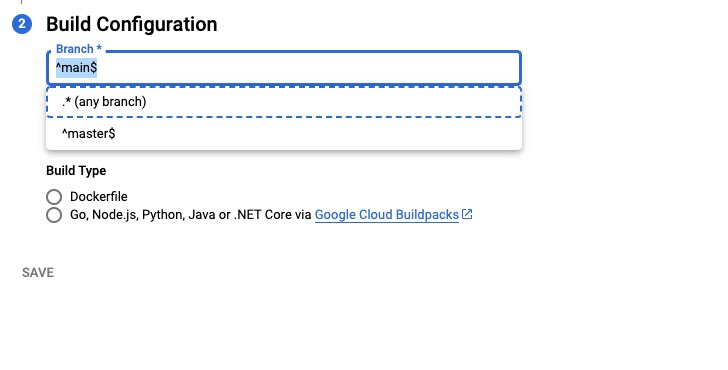 2 Build Configuration
Branch *
^main$
.* (any branch)
^master$
Build Type
Dockerfile
Go, Node.js, Python, Java or .NET Core via Google Cloud Buildpacks
SAVE